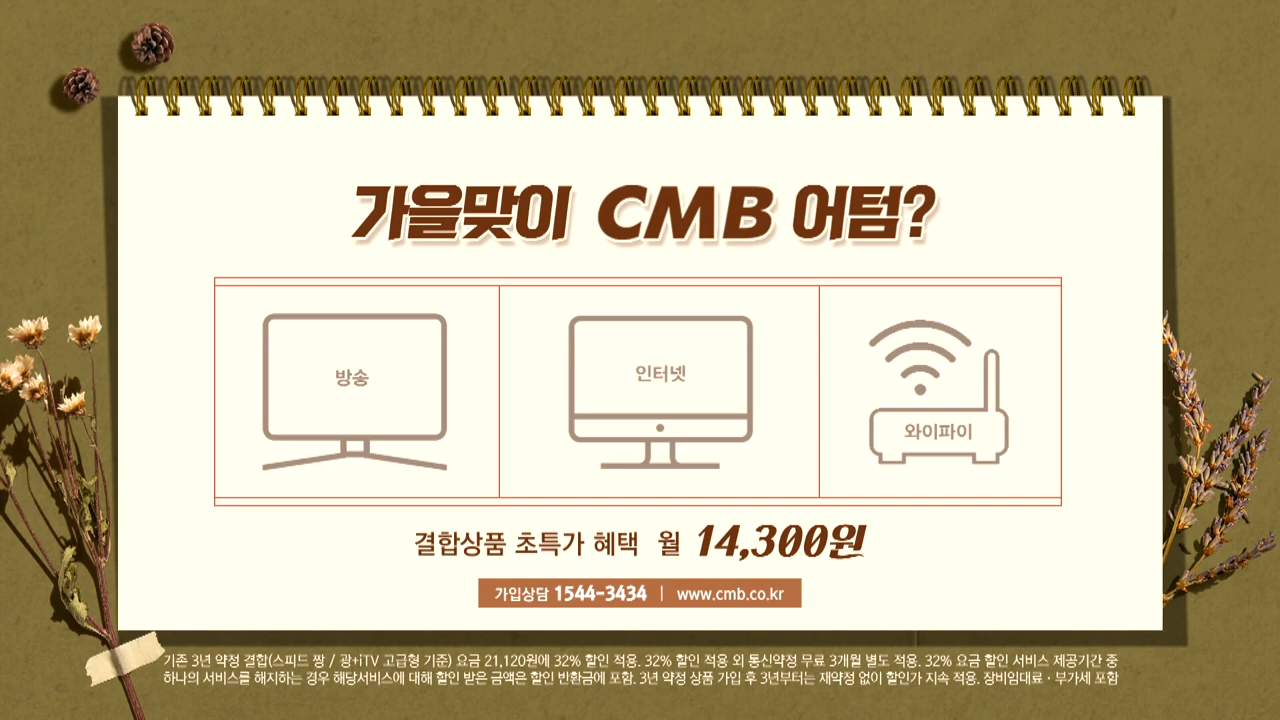 가을맞이 CMB 어텀?
방송
인터넷
와이파이
결합상품 초특가 혜택 월 14,300원
가입상담 1544-3434 | www.cmb.co.kr
기존 3년 약정 결합(스피드 짱 / 광+iTV 고급형 기준) 요금 21,120원에 32% 할인 적용. 32% 할인 적용 외 통신약정 무료 3개월 별도 적용. 32% 요금 할인 서비스 제공기간 중
하나의 서비스를 해지하는 경우 해당서비스에 대해 할인 받은 금액은 할인 반환금에 포함. 3년 약정 상품 가입 후 3년부터는 재약정 없이 할인가 지속 적용. 장비임대료 · 부가세 포함